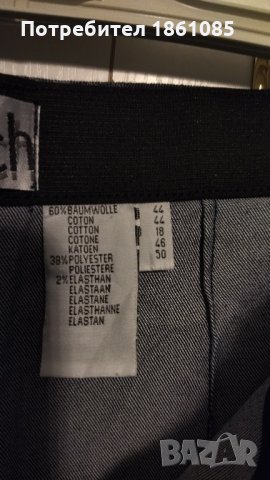 Потребител 1861085
ch
60%BAUMWOLLE
COTON
COTTON
COTONE
KATOEN
38%POLYESTER
POLIESTERE
2%ELASTHAN
ELASTAAN
ELASTANE
ELASTHANNE
ELASTAN
44
44
18
46
50
BAZAR